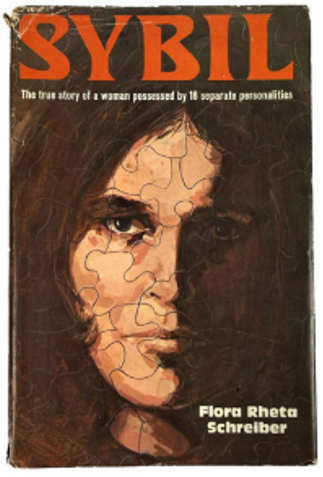 SYBIL
The true story of a woman possessed by 16 separate personalities
Flora Rheta
Schreiber